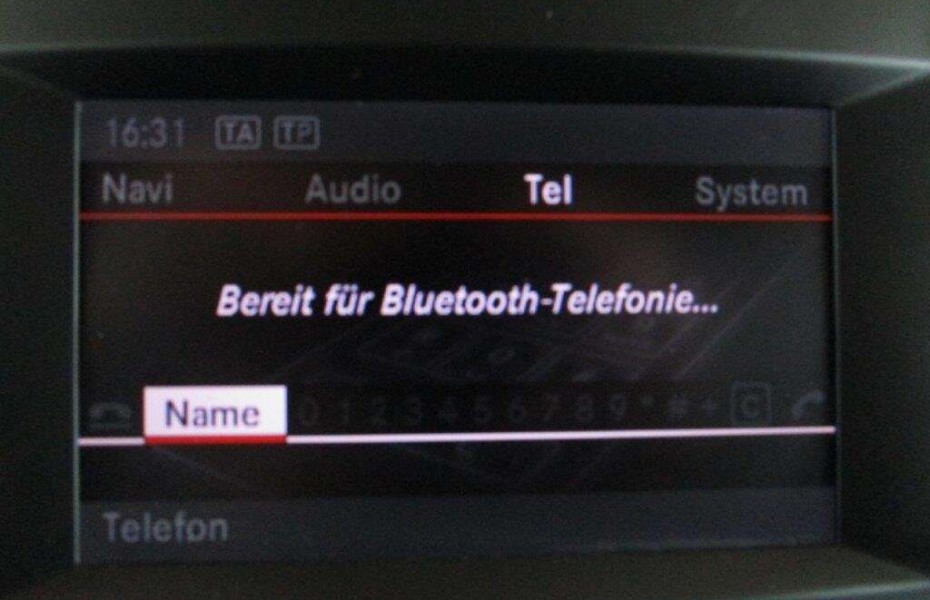 16:31 TA TP
Navi Audio Tel System
Bereit für Bluetooth-Telefonie...
Name 0 1 2 3 4 5 6 7 8 9 * # + C
Telefon